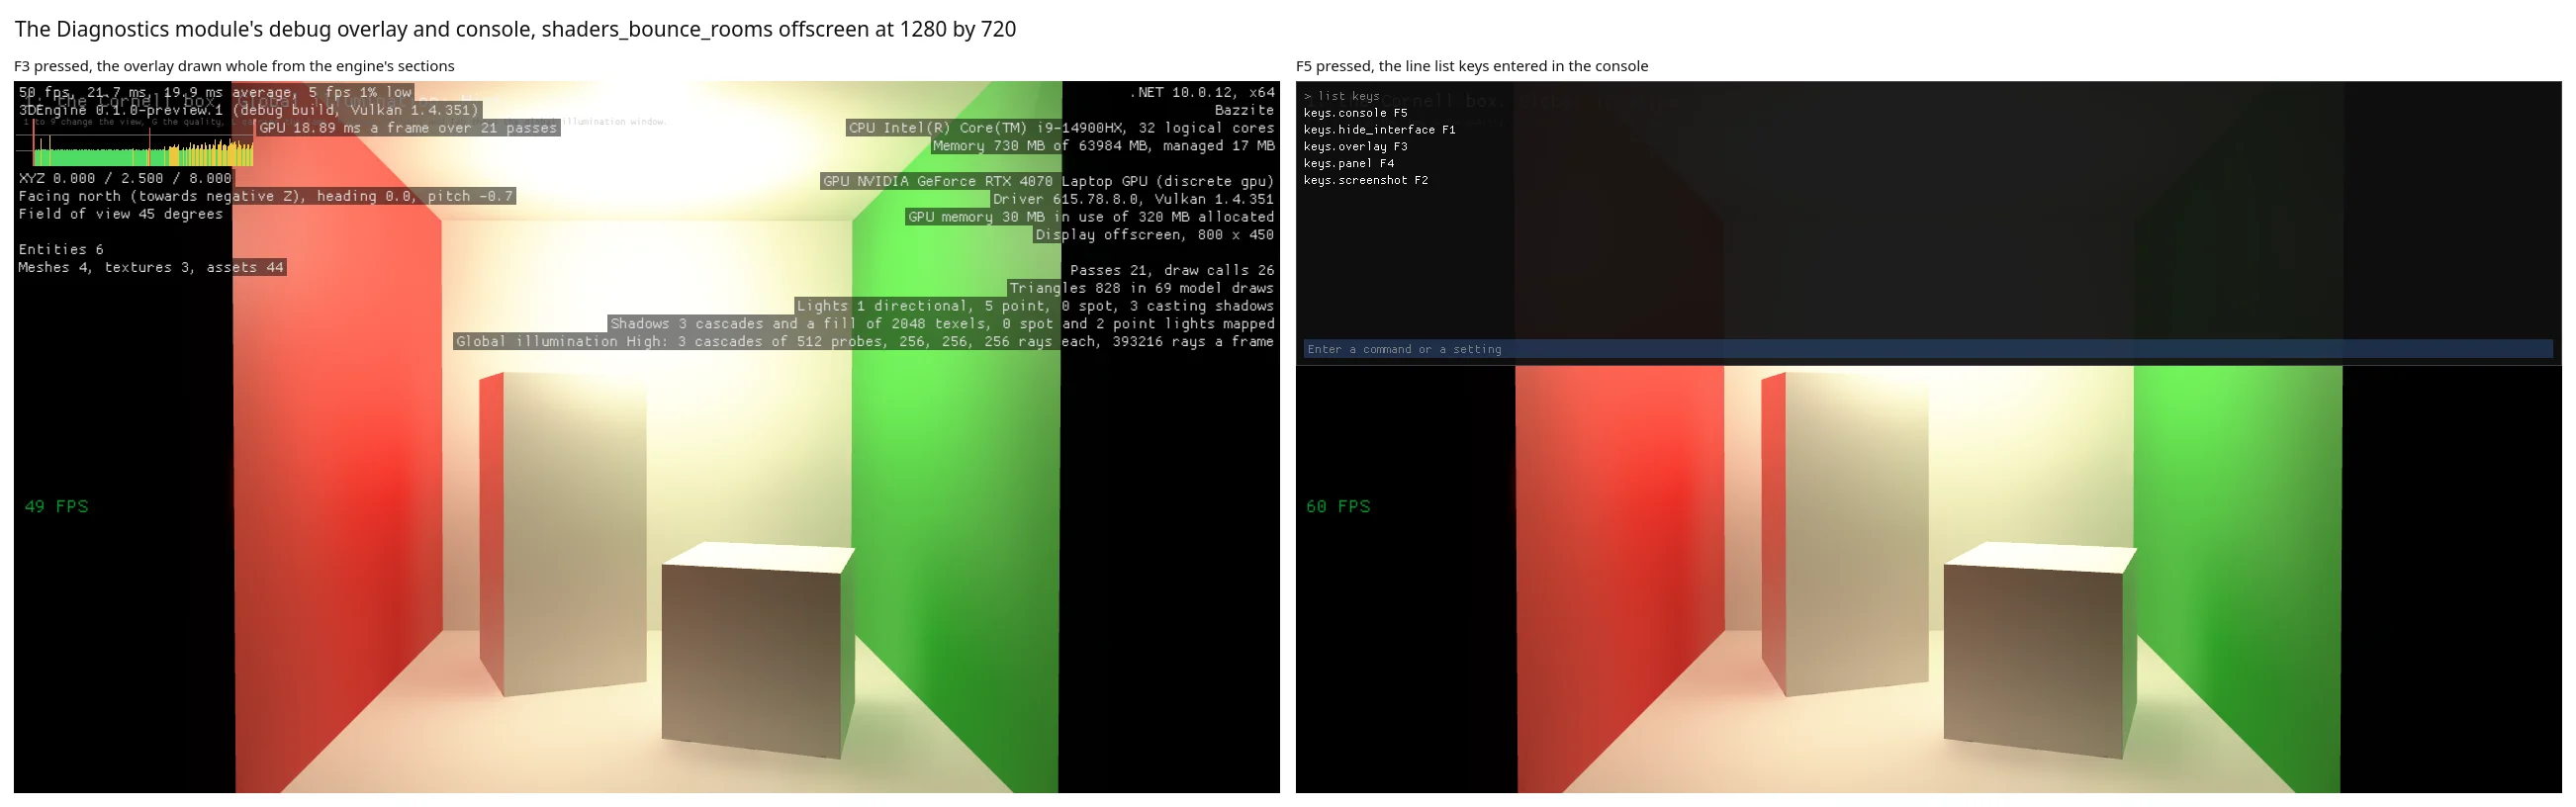 The Diagnostics module's debug overlay and console, shaders_bounce_rooms offscreen at 1280 by 720
F3 pressed, the overlay drawn whole from the engine's sections
50 fps, 21.7 ms, 19.9 ms average, 5 fps 1% low
3DEngine 0.1.0-preview.1 (debug build, Vulkan 1.4.351)
GPU 18.89 ms a frame over 21 passes
XYZ 0.000 / 2.500 / 8.000
Facing north (towards negative Z), heading 0.0, pitch -0.7
Field of view 45 degrees
Entities 6
Meshes 4, textures 3, assets 44
.NET 10.0.12, x64
Bazzite
CPU Intel(R) Core(TM) i9-14900HX, 32 logical cores
Memory 730 MB of 63984 MB, managed 17 MB
GPU NVIDIA GeForce RTX 4070 Laptop GPU (discrete gpu)
Driver 615.78.8.0, Vulkan 1.4.351
GPU memory 30 MB in use of 320 MB allocated
Display offscreen, 800 x 450
Passes 21, draw calls 26
Triangles 828 in 69 model draws
Lights 1 directional, 5 point, 0 spot, 3 casting shadows
Shadows 3 cascades and a fill of 2048 texels, 0 spot and 2 point lights mapped
Global illumination High: 3 cascades of 512 probes, 256, 256, 256 rays each, 393216 rays a frame
49 FPS
F5 pressed, the line list keys entered in the console
> list keys
keys.console F5
keys.hide_interface F1
keys.overlay F3
keys.panel F4
keys.screenshot F2
Enter a command or a setting
60 FPS